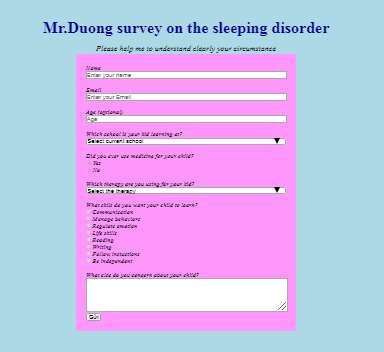 Mr.Duong survey on the sleeping disorder
Please help me to understand clearly your circumstance
Name
Enter your name
Email
Enter your Email
Age (optional)
Age
Which school is your kid learning at?
Select current school
Did you ever use medicine for your child?
Yes
No
Which therapy are you using for your kid?
Select the therapy
What skills do you want your child to learn?
Communication
Manage behaviors
Regulate emotion
Life skills
Reading
Writing
Follow instuctions
Be independent
What else do you concern about your child?
Gửi